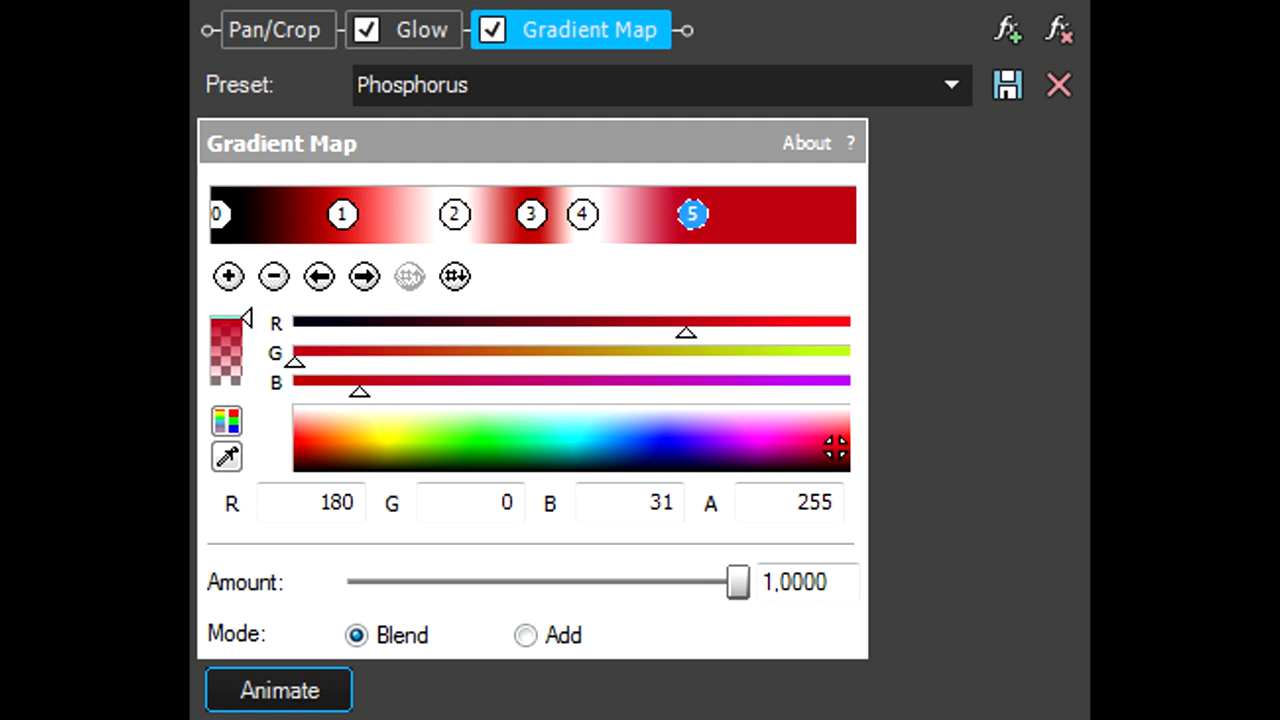 Pan/Crop Glow Gradient Map
Preset: Phosphorus
Gradient Map About ?
0 1 2 3 4 5
R
G
B
R 180 G 0 B 31 A 255
Amount: 1,0000
Mode: Blend Add
Animate